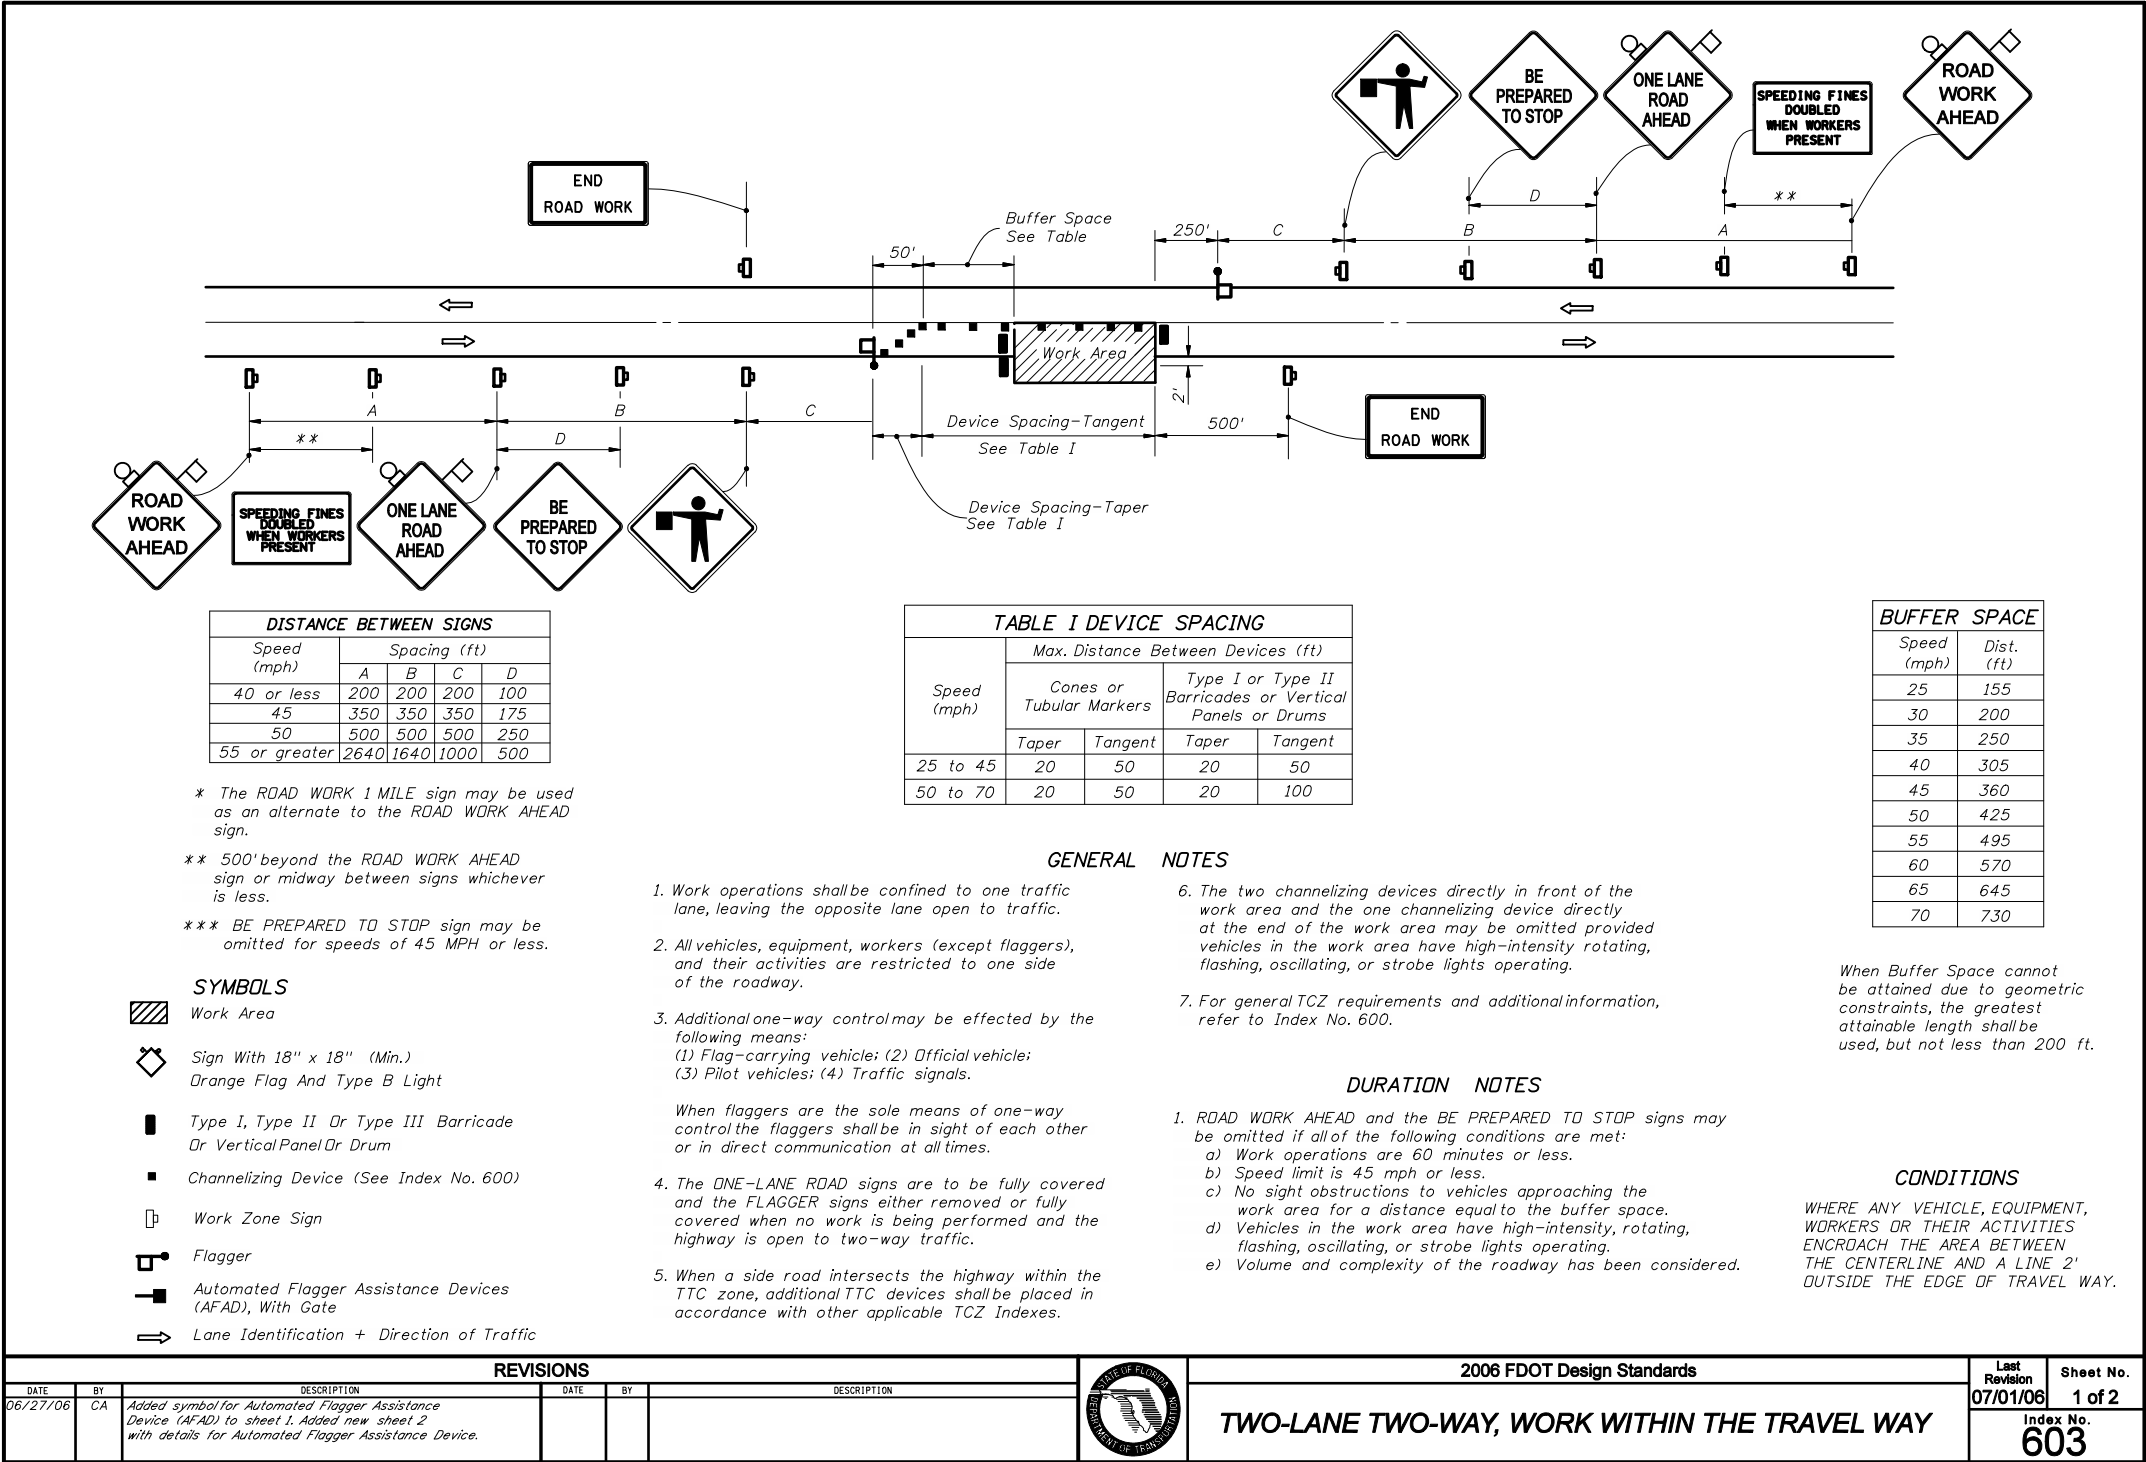 BE
PREPARED
TO STOP
ONE LANE
ROAD
AHEAD
SPEEDING FINES
DOUBLED
WHEN WORKERS
PRESENT
ROAD
WORK
AHEAD
END
ROAD WORK
D
**
Buffer Space
See Table
50'
250'
C
B
A
Work Area
2'
A
B
C
**
D
Device Spacing-Tangent
See Table I
500'
END
ROAD WORK
Device Spacing-Taper
See Table I
ROAD
WORK
AHEAD
SPEEDING FINES
DOUBLED
WHEN WORKERS
PRESENT
ONE LANE
ROAD
AHEAD
BE
PREPARED
TO STOP
DISTANCE BETWEEN SIGNS
Speed (mph) Spacing (ft)
A B C D
40 or less 200 200 200 100
45 350 350 350 175
50 500 500 500 250
55 or greater 2640 1640 1000 500
* The ROAD WORK 1 MILE sign may be used
as an alternate to the ROAD WORK AHEAD
sign.
** 500' beyond the ROAD WORK AHEAD
sign or midway between signs whichever
is less.
*** BE PREPARED TO STOP sign may be
omitted for speeds of 45 MPH or less.
SYMBOLS
Work Area
Sign With 18" x 18" (Min.)
Orange Flag And Type B Light
Type I, Type II Or Type III Barricade
Or Vertical Panel Or Drum
Channelizing Device (See Index No. 600)
Work Zone Sign
Flagger
Automated Flagger Assistance Devices
(AFAD), With Gate
Lane Identification + Direction of Traffic
TABLE I DEVICE SPACING
Speed
(mph)
Max. Distance Between Devices (ft)
Cones or
Tubular Markers
Type I or Type II
Barricades or Vertical
Panels or Drums
Taper Tangent Taper Tangent
25 to 45 20 50 20 50
50 to 70 20 50 20 100
GENERAL NOTES
1. Work operations shall be confined to one traffic
lane, leaving the opposite lane open to traffic.
2. All vehicles, equipment, workers (except flaggers),
and their activities are restricted to one side
of the roadway.
3. Additional one-way control may be effected by the
following means:
(1) Flag-carrying vehicle; (2) Official vehicle;
(3) Pilot vehicles; (4) Traffic signals.
When flaggers are the sole means of one-way
control the flaggers shall be in sight of each other
or in direct communication at all times.
4. The ONE-LANE ROAD signs are to be fully covered
and the FLAGGER signs either removed or fully
covered when no work is being performed and the
highway is open to two-way traffic.
5. When a side road intersects the highway within the
TTC zone, additional TTC devices shall be placed in
accordance with other applicable TCZ Indexes.
6. The two channelizing devices directly in front of the
work area and the one channelizing device directly
at the end of the work area may be omitted provided
vehicles in the work area have high-intensity rotating,
flashing, oscillating, or strobe lights operating.
7. For general TCZ requirements and additional information,
refer to Index No. 600.
DURATION NOTES
1. ROAD WORK AHEAD and the BE PREPARED TO STOP signs may
be omitted if all of the following conditions are met:
a) Work operations are 60 minutes or less.
b) Speed limit is 45 mph or less.
c) No sight obstructions to vehicles approaching the
work area for a distance equal to the buffer space.
d) Vehicles in the work area have high-intensity, rotating,
flashing, oscillating, or strobe lights operating.
e) Volume and complexity of the roadway has been considered.
BUFFER SPACE
Speed Dist.
(mph) (ft)
25 155
30 200
35 250
40 305
45 360
50 425
55 495
60 570
65 645
70 730
When Buffer Space cannot
be attained due to geometric
constraints, the greatest
attainable length shall be
used, but not less than 200 ft.
CONDITIONS
WHERE ANY VEHICLE, EQUIPMENT,
WORKERS OR THEIR ACTIVITIES
ENCROACH THE AREA BETWEEN
THE CENTERLINE AND A LINE 2'
OUTSIDE THE EDGE OF TRAVEL WAY.
REVISIONS
DATE BY DESCRIPTION DATE BY DESCRIPTION
06/27/06 CA Added symbol for Automated Flagger Assistance
Device (AFAD) to sheet 1. Added new sheet 2
with details for Automated Flagger Assistance Device.
STATE OF FLORIDA
DEPARTMENT OF TRANSPORTATION
2006 FDOT Design Standards
TWO-LANE TWO-WAY, WORK WITHIN THE TRAVEL WAY
Last
Revision
07/01/06
Sheet No.
1 of 2
Index No.
603